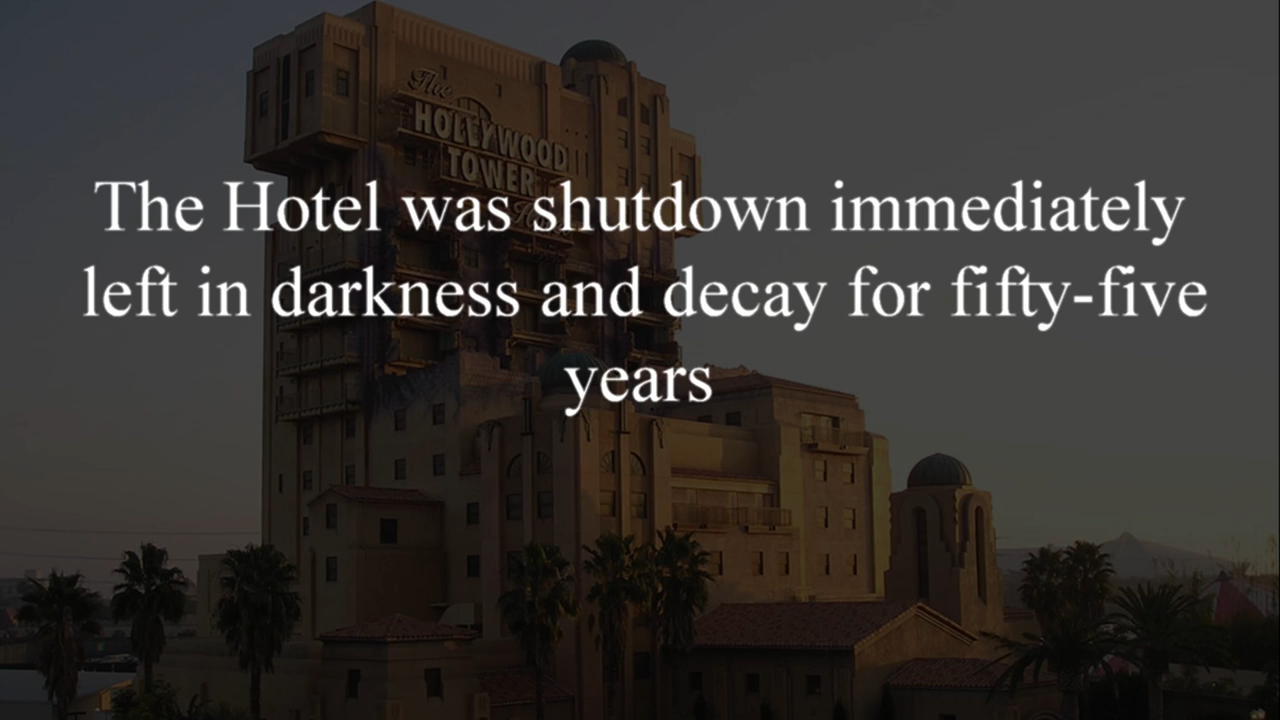 The
HOLLYWOOD
TOWER
The Hotel was shutdown immediately
left in darkness and decay for fifty-five
years